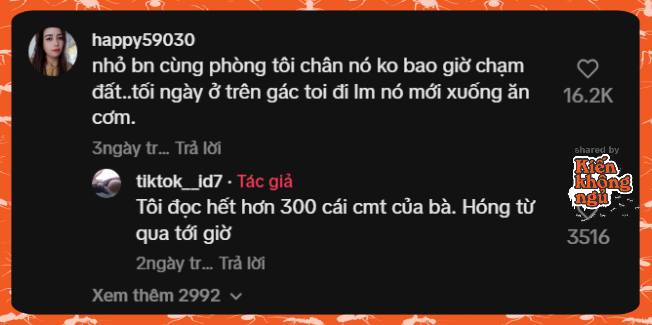 happy59030
nhỏ bn cùng phòng tôi chân nó ko bao giờ chạm
đất..tối ngày ở trên gác toi đi lm nó mới xuống ăn
cơm.
16.2K
3ngày tr... Trả lời
shared by
Kiến
không
ngủ
tiktok__id7 · Tác giả
Tôi đọc hết hơn 300 cái cmt của bà. Hóng từ
qua tới giờ
3516
2ngày tr... Trả lời
Xem thêm 2992